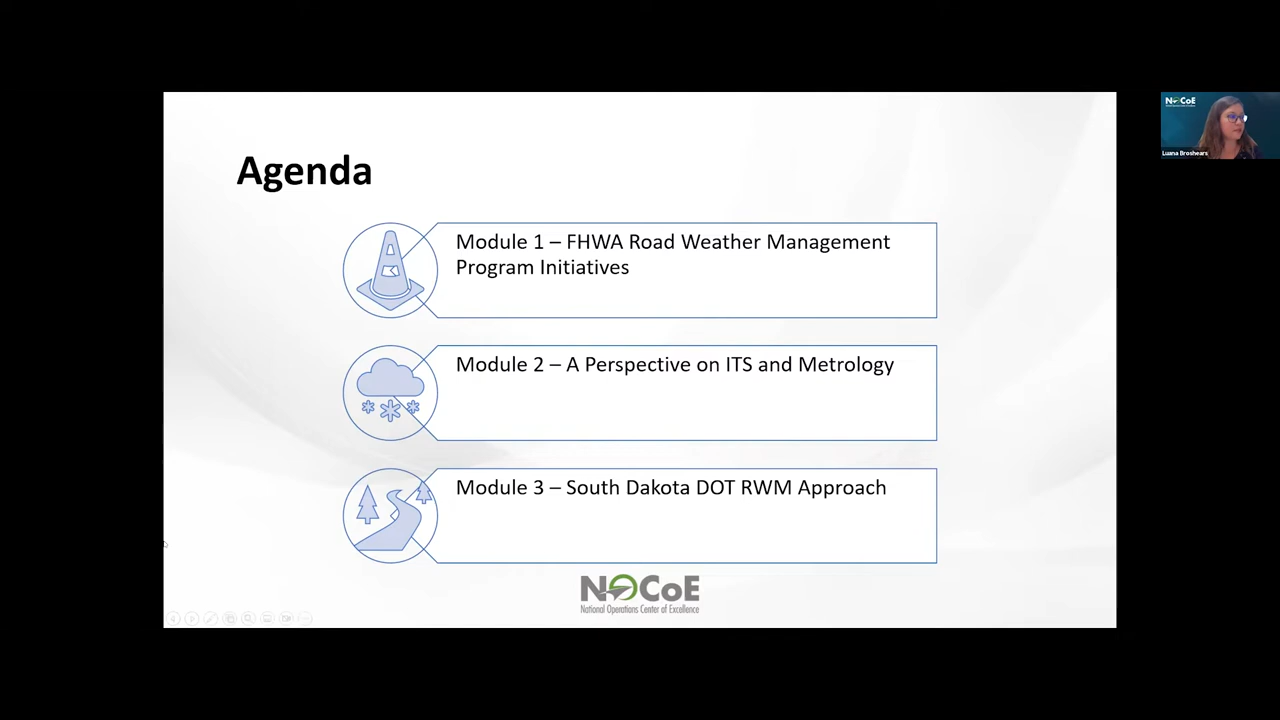 Agenda
Module 1 – FHWA Road Weather Management
Program Initiatives
Module 2 – A Perspective on ITS and Metrology
Module 3 – South Dakota DOT RWM Approach
NOCoE
National Operations Center of Excellence
NOCoE
Luana Broshears